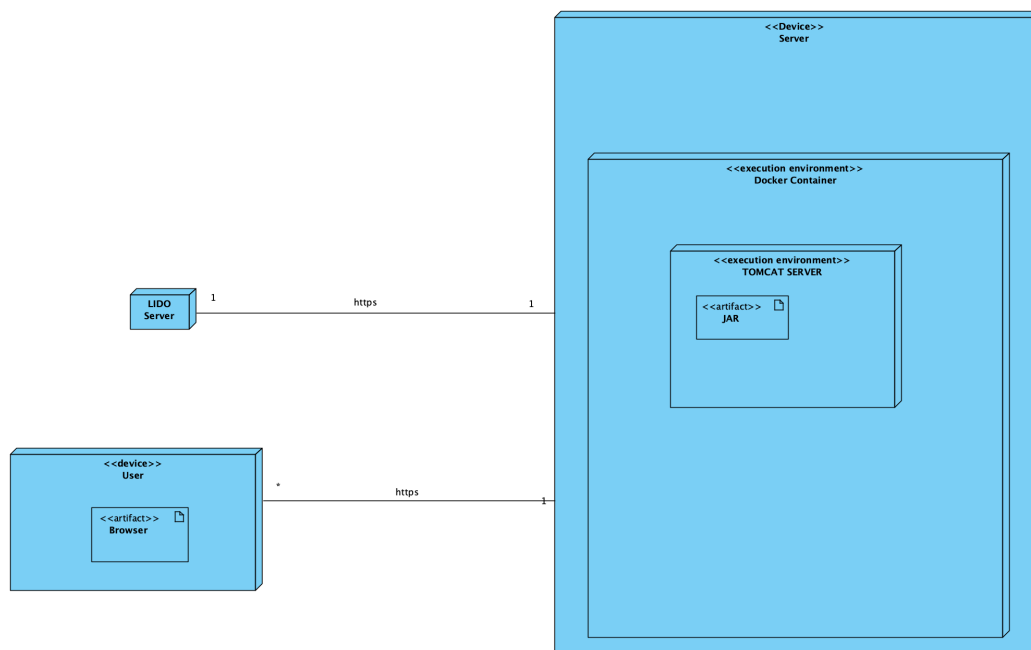 <<Device>>
Server
<<execution environment>>
Docker Container
<<execution environment>>
TOMCAT SERVER
<<artifact>>
JAR
LIDO
Server
1
https
1
<<device>>
User
<<artifact>>
Browser
*
https
1